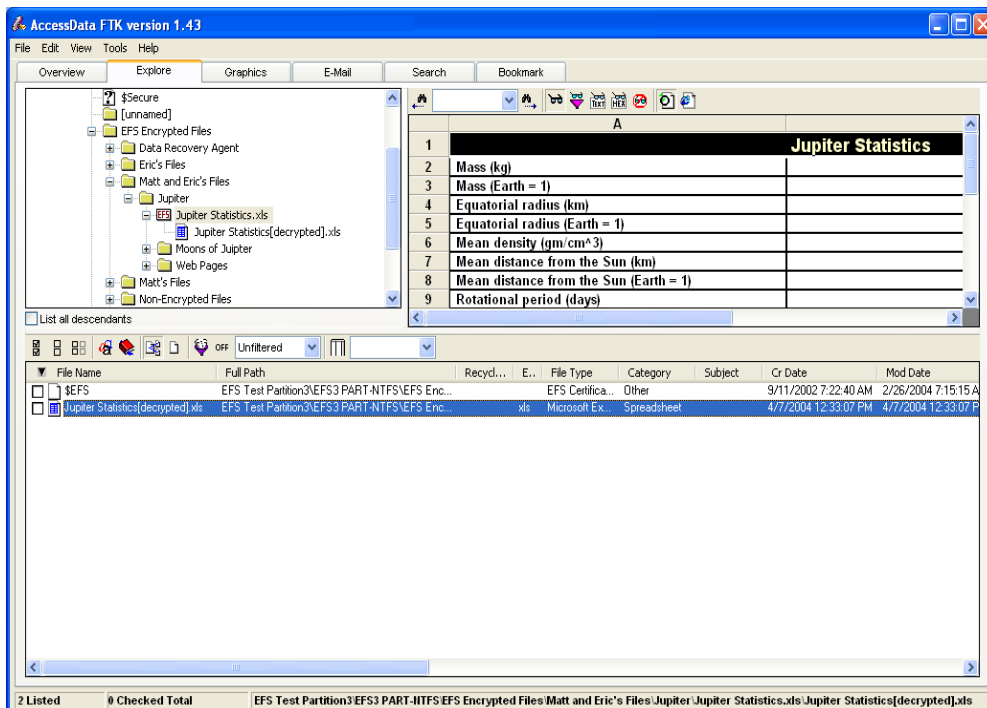 AccessData FTK version 1.43
File Edit View Tools Help
Overview Explore Graphics E-Mail Search Bookmark
$Secure
[unnamed]
EFS Encrypted Files
Data Recovery Agent
Eric's Files
Matt and Eric's Files
Jupiter
EFS Jupiter Statistics.xls
Jupiter Statistics[decrypted].xls
Moons of Juipter
Web Pages
Matt's Files
Non-Encrypted Files
List all descendants
TEXT HEX
A
1 Jupiter Statistics
2 Mass (kg)
3 Mass (Earth = 1)
4 Equatorial radius (km)
5 Equatorial radius (Earth = 1)
6 Mean density (gm/cm^3)
7 Mean distance from the Sun (km)
8 Mean distance from the Sun (Earth = 1)
9 Rotational period (days)
OFF Unfiltered
File Name Full Path Recycl... E.. File Type Category Subject Cr Date Mod Date
$EFS EFS Test Partition3\EFS3 PART-NTFS\EFS Enc... EFS Certifica... Other 9/11/2002 7:22:40 AM 2/26/2004 7:15:15 A
Jupiter Statistics[decrypted].xls EFS Test Partition3\EFS3 PART-NTFS\EFS Enc... xls Microsoft Ex... Spreadsheet 4/7/2004 12:33:07 PM 4/7/2004 12:33:07 P
2 Listed 0 Checked Total EFS Test Partition3\EFS3 PART-NTFS\EFS Encrypted Files\Matt and Eric's Files\Jupiter\Jupiter Statistics.xls\Jupiter Statistics[decrypted].xls